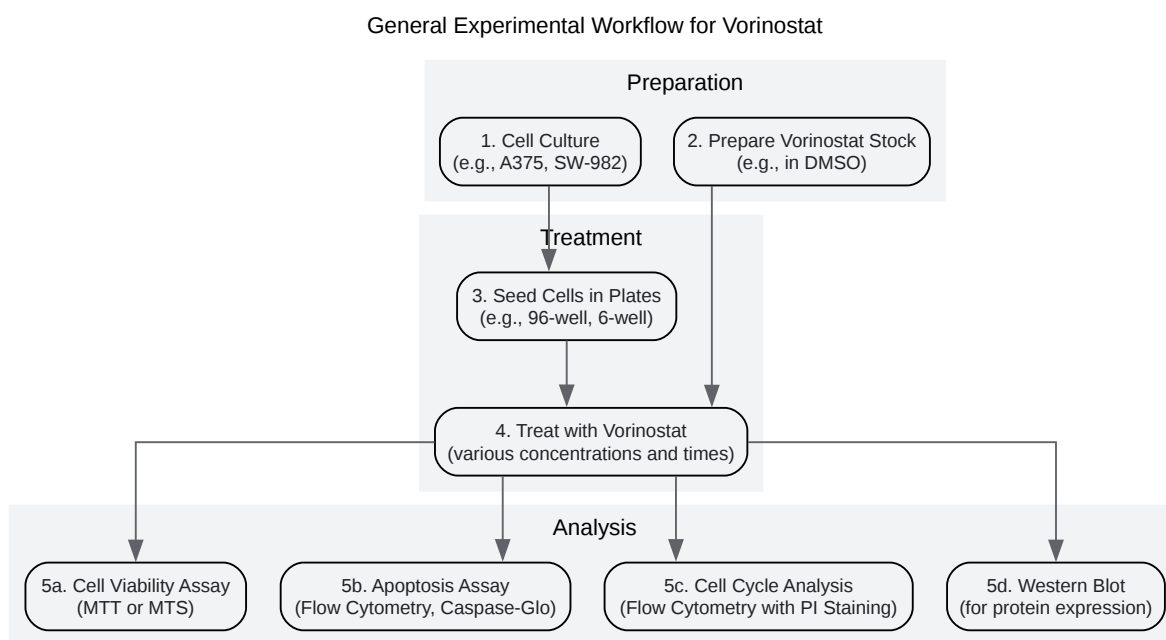 General Experimental Workflow for Vorinostat
Preparation
1. Cell Culture
(e.g., A375, SW-982)
2. Prepare Vorinostat Stock
(e.g., in DMSO)
Treatment
3. Seed Cells in Plates
(e.g., 96-well, 6-well)
4. Treat with Vorinostat
(various concentrations and times)
Analysis
5a. Cell Viability Assay
(MTT or MTS)
5b. Apoptosis Assay
(Flow Cytometry, Caspase-Glo)
5c. Cell Cycle Analysis
(Flow Cytometry with PI Staining)
5d. Western Blot
(for protein expression)